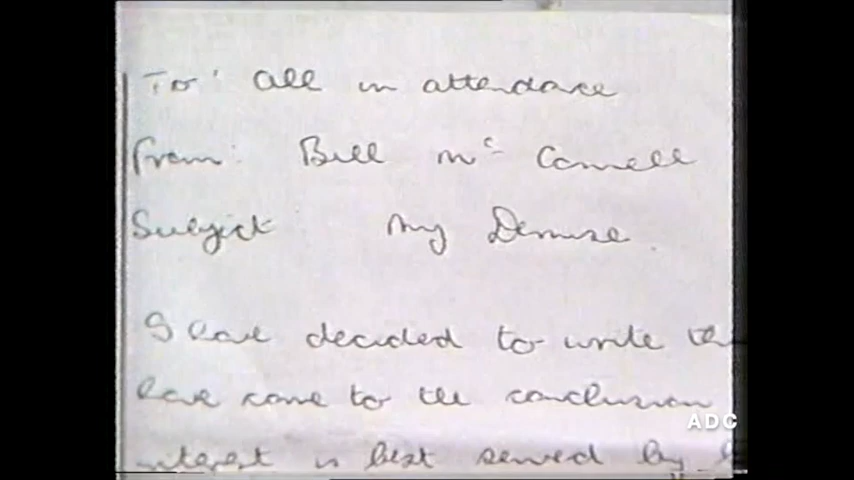 To: All in attendance
From: Bill Mc Connell
Subject: My Demise.
I have decided to write
have come to the conclusion
interest is best served by
ADC